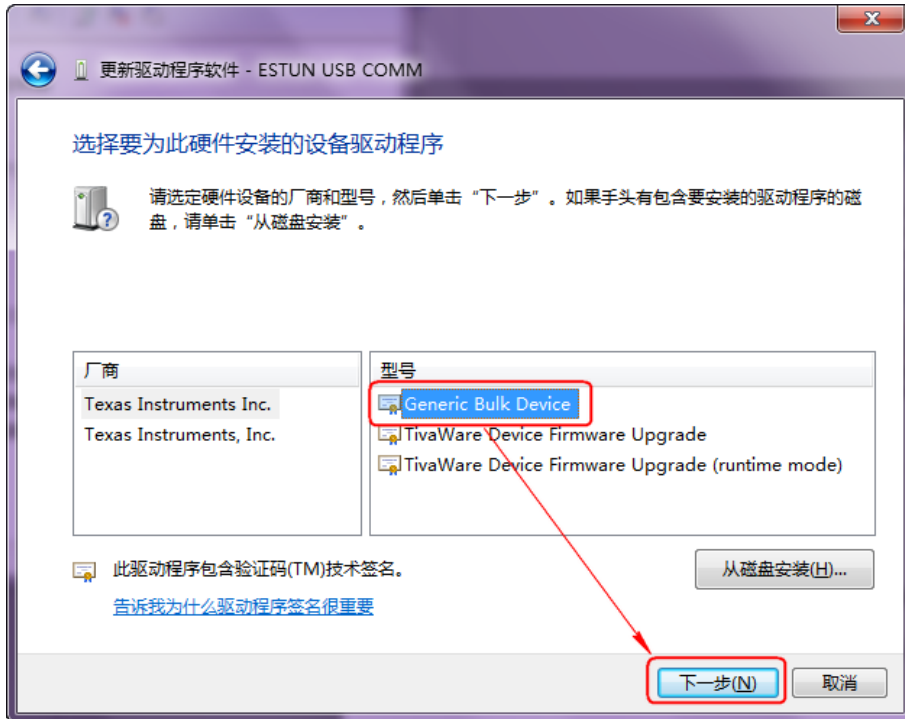 更新驱动程序软件 - ESTUN USB COMM
选择要为此硬件安装的设备驱动程序
请选定硬件设备的厂商和型号，然后单击“下一步”。如果手头有包含要安装的驱动程序的磁
盘，请单击“从磁盘安装”。
厂商
Texas Instruments Inc.
Texas Instruments, Inc.
型号
Generic Bulk Device
TivaWare Device Firmware Upgrade
TivaWare Device Firmware Upgrade (runtime mode)
此驱动程序包含验证码(TM)技术签名。
从磁盘安装(H)...
告诉我为什么驱动程序签名很重要
下一步(N)
取消